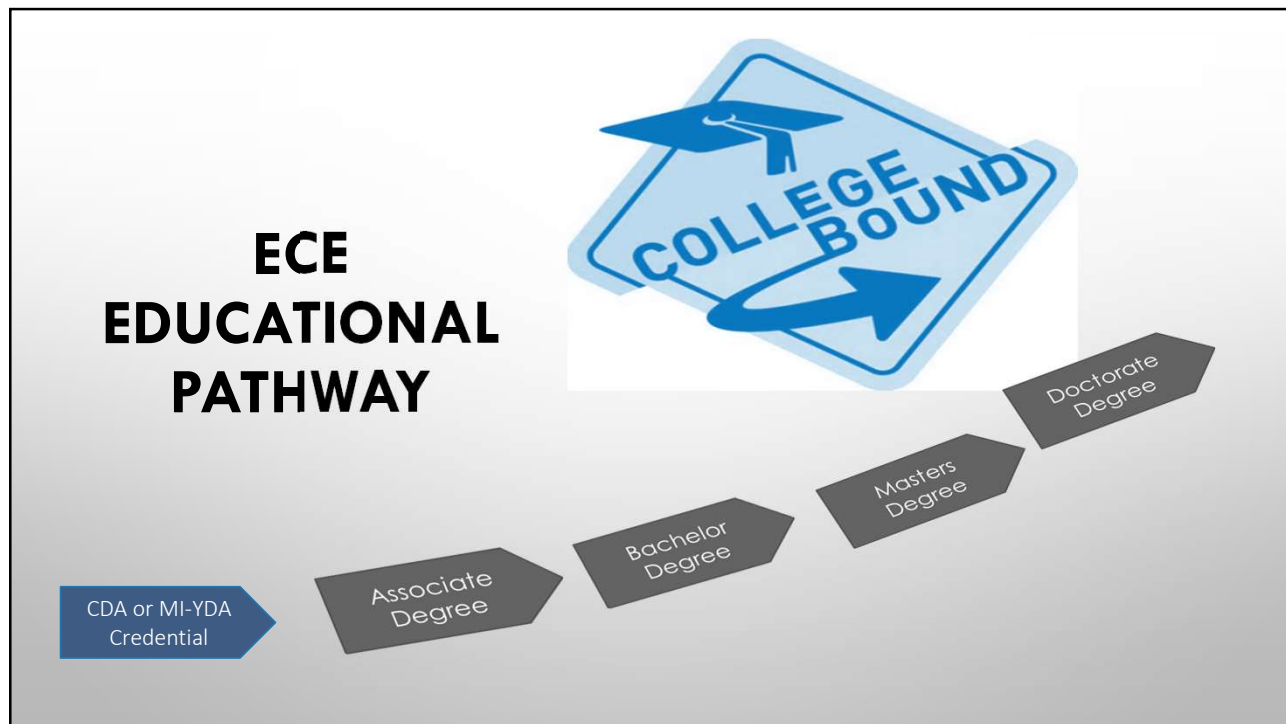 ECE
EDUCATIONAL
PATHWAY
COLLEGE
BOUND
CDA or MI-YDA
Credential
Associate
Degree
Bachelor
Degree
Masters
Degree
Doctorate
Degree